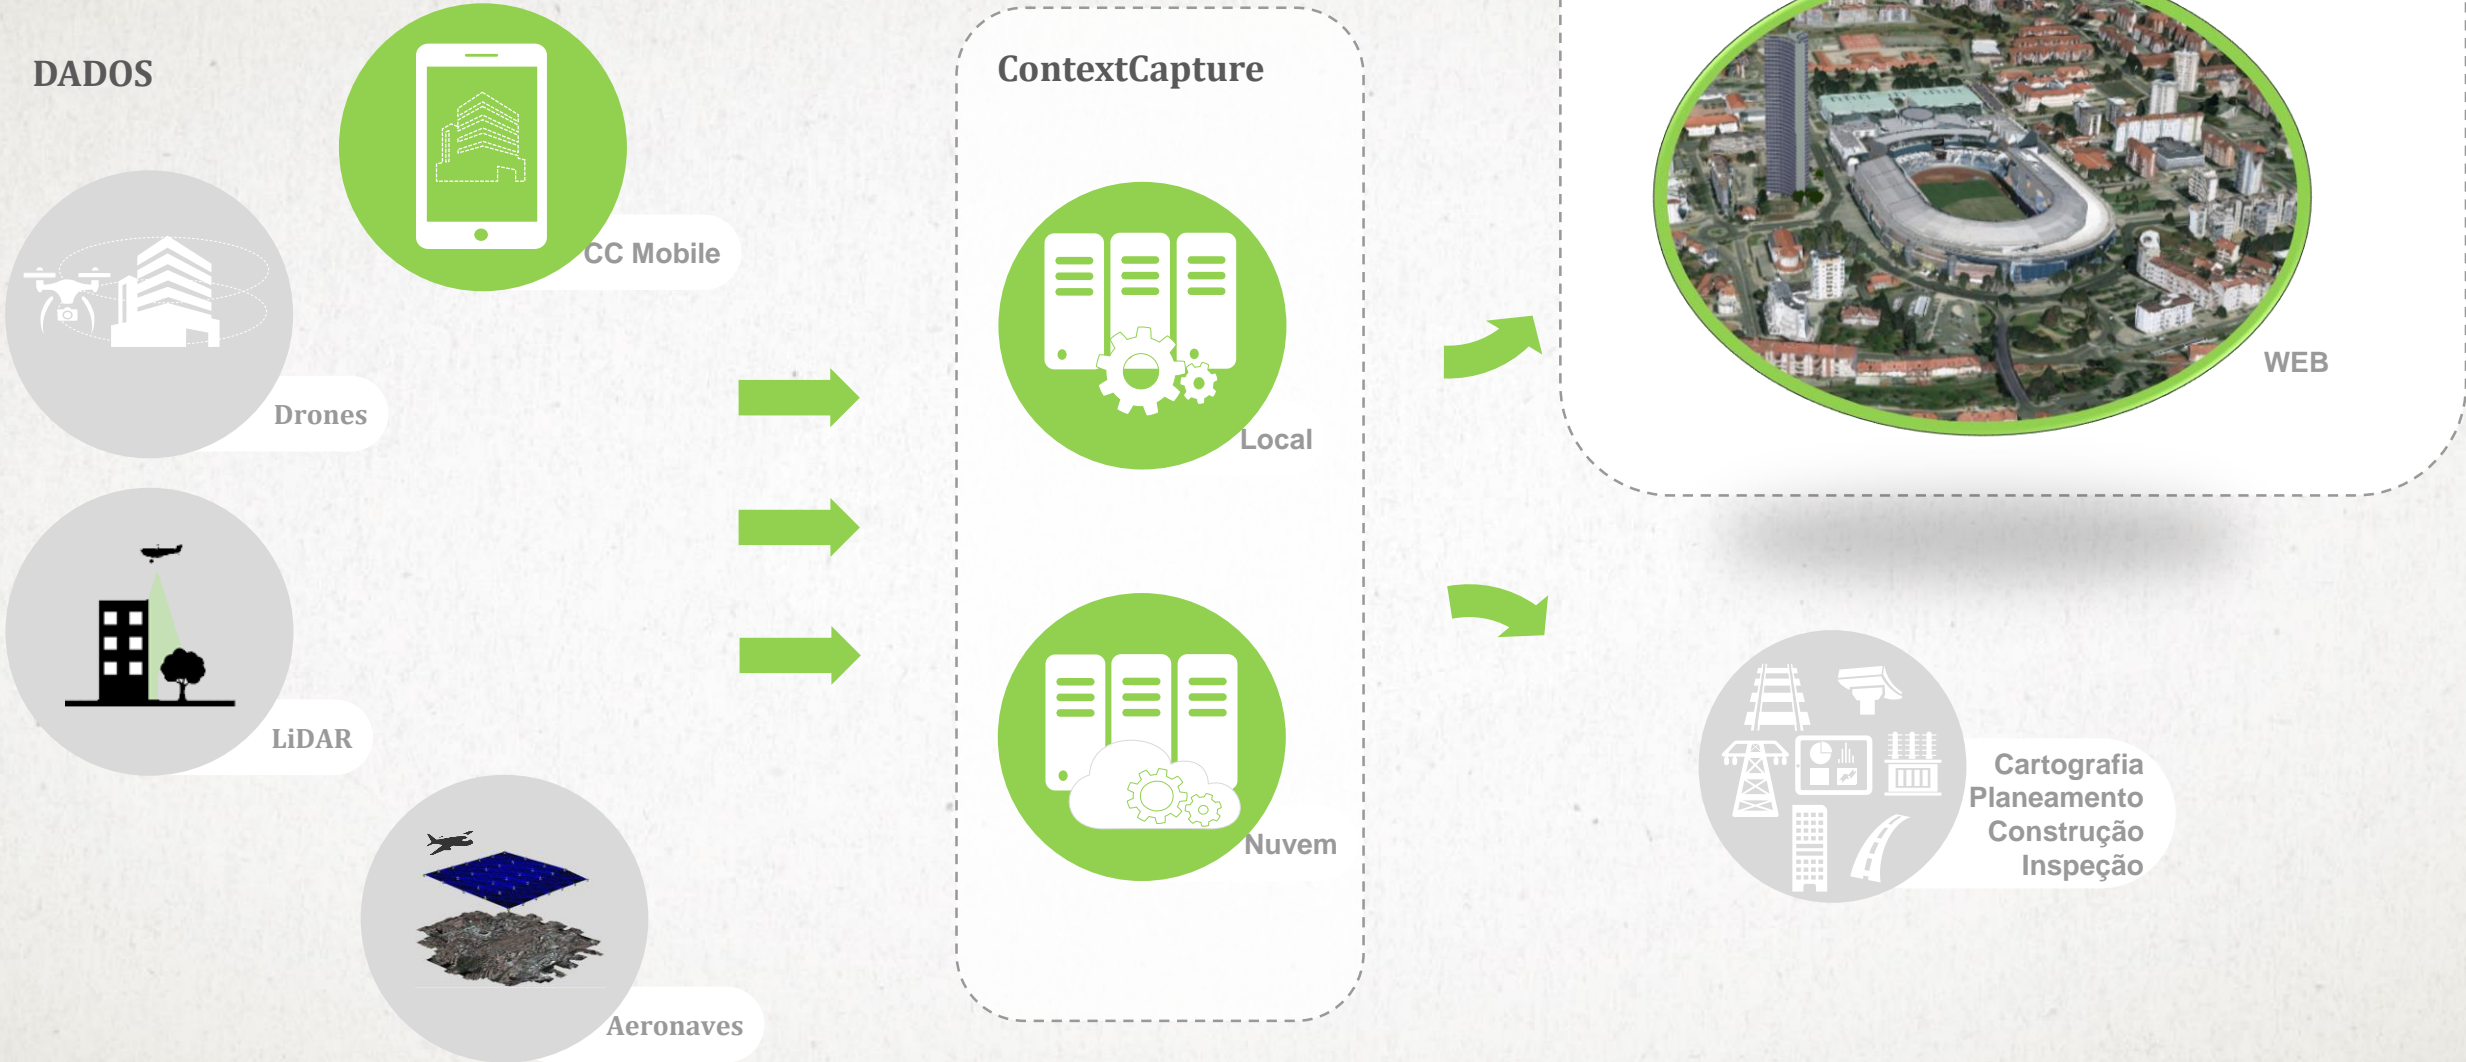 DADOS
CC Mobile
Drones
LiDAR
Aeronaves
ContextCapture
Local
Nuvem
WEB
Cartografia
Planeamento
Construção
Inspeção